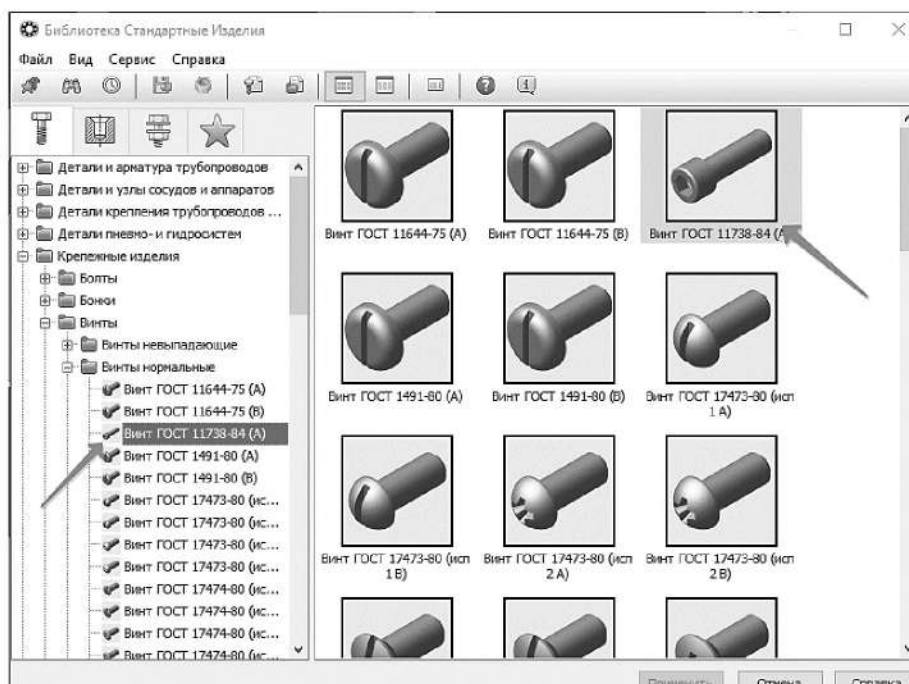 Библиотека Стандартные Изделия
Файл Вид Сервис Справка
Детали и арматура трубопроводов
Детали и узлы сосудов и аппаратов
Детали крепления трубопроводов ...
Детали пневмо- и гидросистем
Крепежные изделия
Болты
Бонки
Винты
Винты невыпадающие
Винты нормальные
Винт ГОСТ 11644-75 (A)
Винт ГОСТ 11644-75 (B)
Винт ГОСТ 11738-84 (A)
Винт ГОСТ 1491-80 (A)
Винт ГОСТ 1491-80 (B)
Винт ГОСТ 17473-80 (ис...
Винт ГОСТ 17473-80 (ис...
Винт ГОСТ 17473-80 (ис...
Винт ГОСТ 17473-80 (ис...
Винт ГОСТ 17474-80 (ис...
Винт ГОСТ 17474-80 (ис...
Винт ГОСТ 17474-80 (ис...
Винт ГОСТ 17474-80 (ис...
Винт ГОСТ 11644-75 (A) Винт ГОСТ 11644-75 (B) Винт ГОСТ 11738-84 (A)
Винт ГОСТ 1491-80 (A) Винт ГОСТ 1491-80 (B) Винт ГОСТ 17473-80 (исп
1 A)
Винт ГОСТ 17473-80 (исп Винт ГОСТ 17473-80 (исп Винт ГОСТ 17473-80 (исп
1 B) 2 A) 2 B)
Применить Отмена Справка